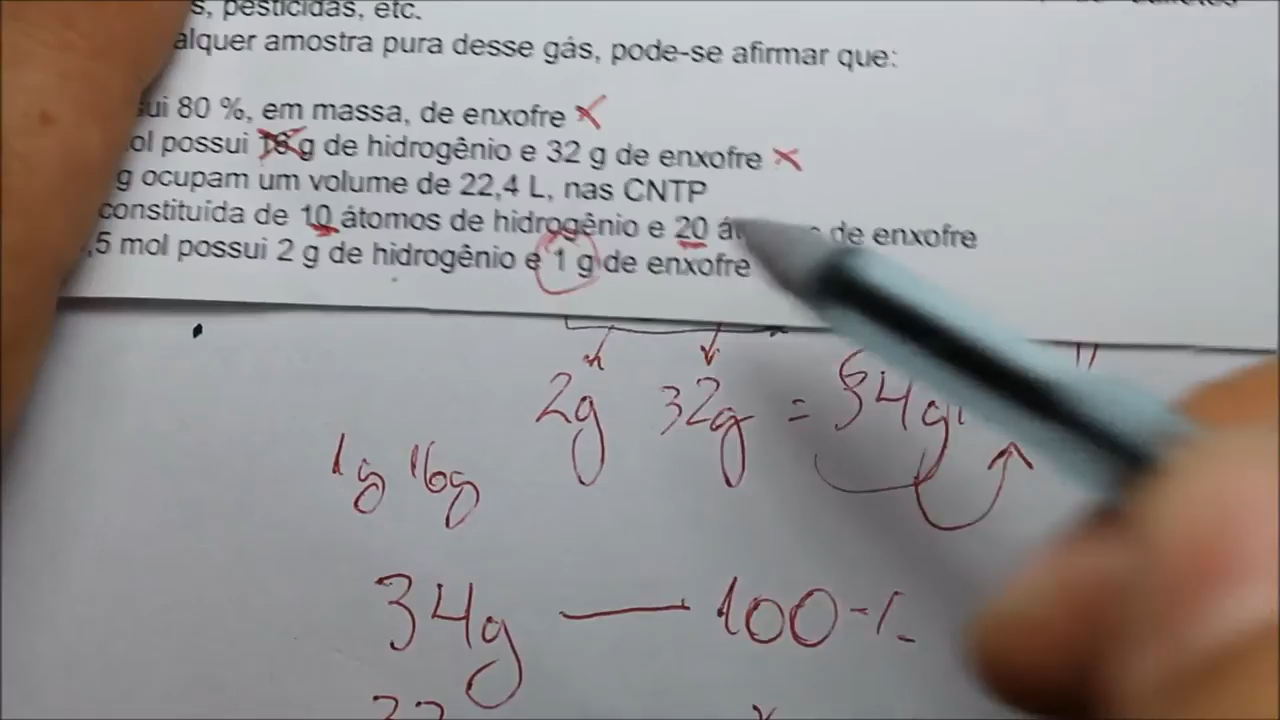 s, pesticidas, etc.
alquer amostra pura desse gás, pode-se afirmar que:
ui 80 %, em massa, de enxofre X
ol possui 16 g de hidrogênio e 32 g de enxofre X
g ocupam um volume de 22,4 L, nas CNTP
constituída de 10 átomos de hidrogênio e 20 de enxofre
,5 mol possui 2 g de hidrogênio e 1 g de enxofre
2g 32g = 34g
1g 16g
34g — 100%